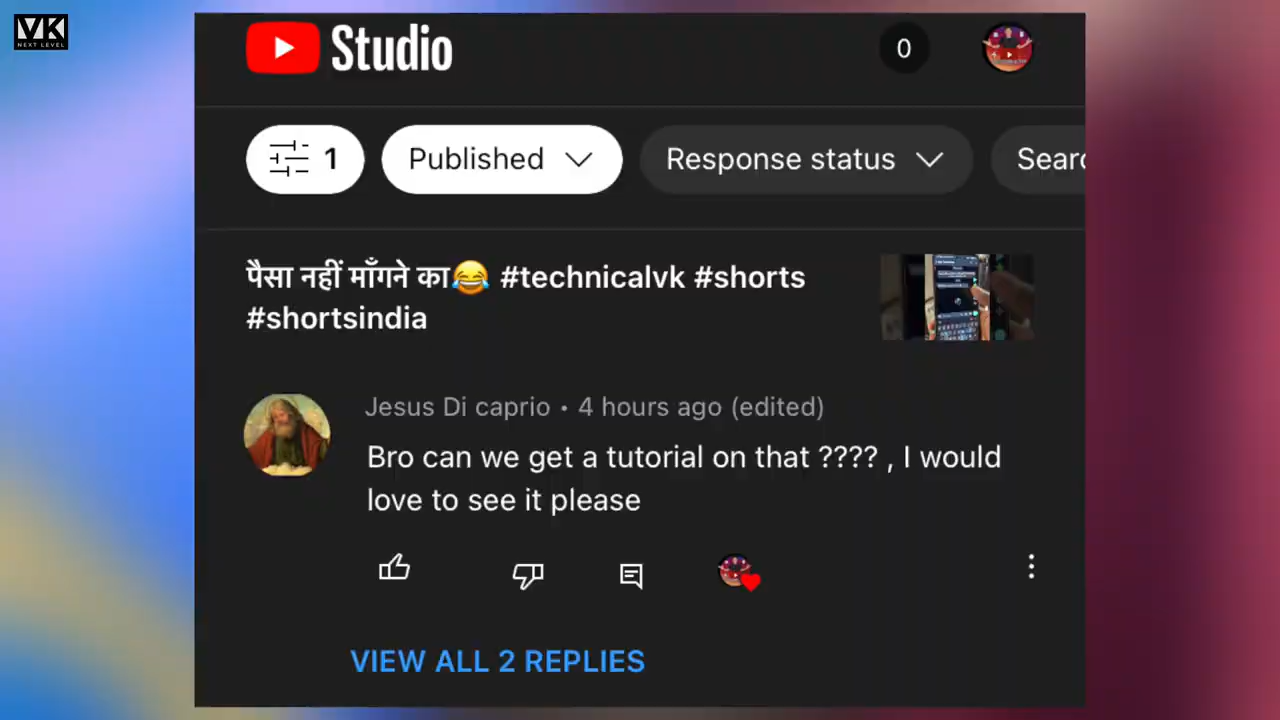 VK
NEXT LEVEL
Studio
0
1
Published
Response status
Searc
पैसा नहीं माँगने का😂 #technicalvk #shorts
#shortsindia
Jesus Di caprio • 4 hours ago (edited)
Bro can we get a tutorial on that ???? , I would
love to see it please
VIEW ALL 2 REPLIES